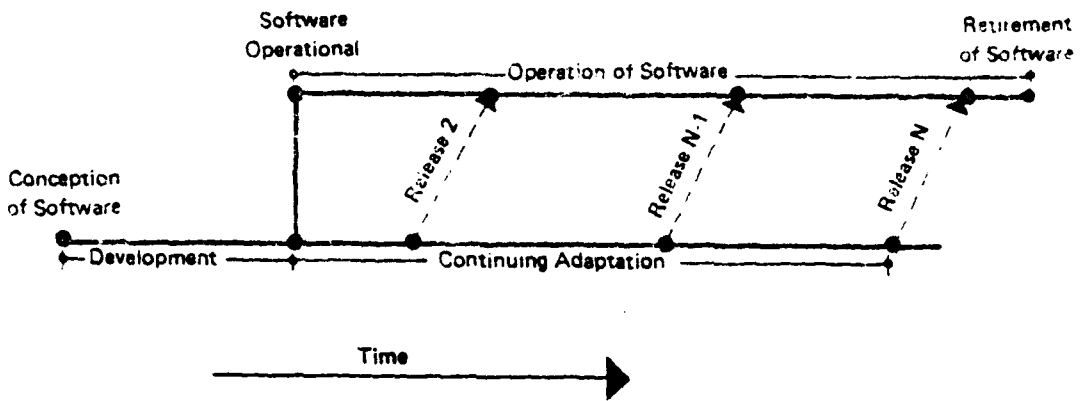 Software
Operational
Retirement
of Software
Operation of Software
Release 2
Release N-1
Release N
Conception
of Software
Development
Continuing Adaptation
Time